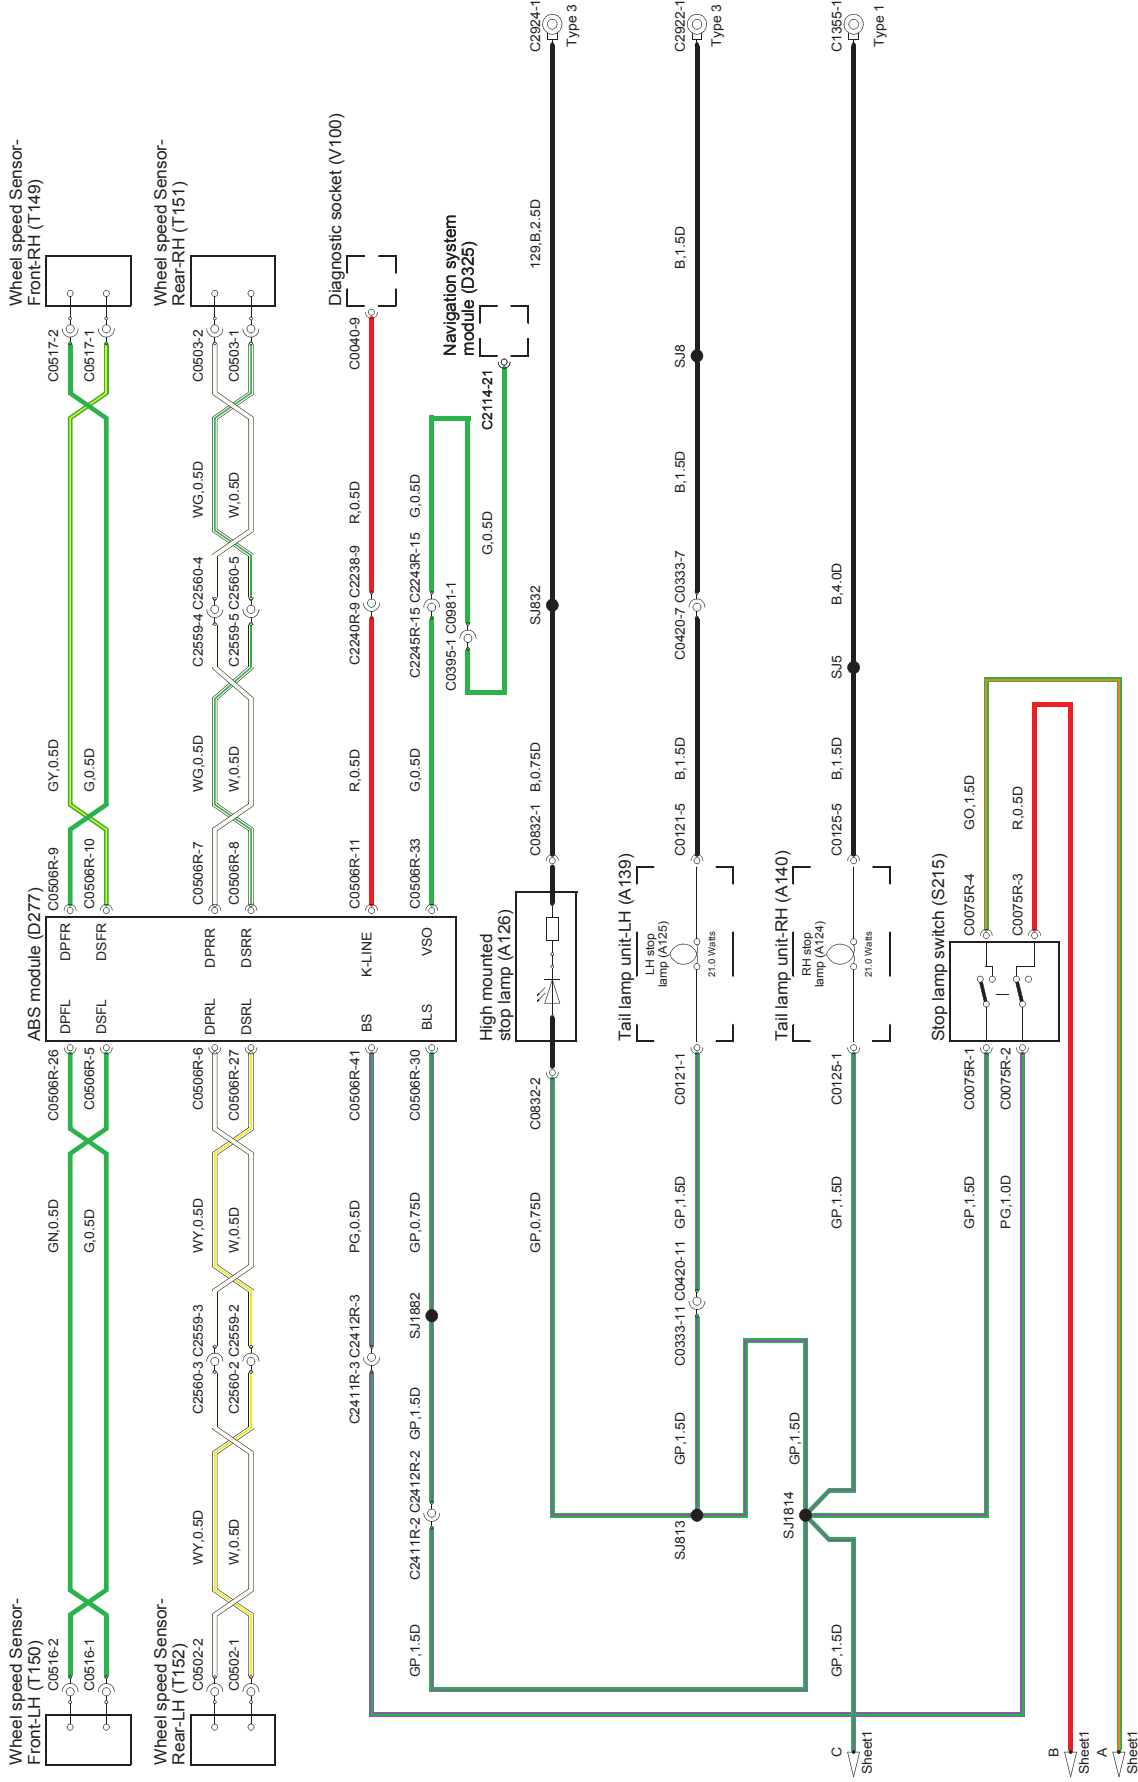 Wheel speed Sensor-
Front-LH (T150)
C0516-2
C0516-1
GN,0.5D
G,0.5D
C0506R-26
C0506R-5
ABS module (D277)
DPFL
DPFR
DSFL
DSFR
C0506R-9
C0506R-10
GY,0.5D
G,0.5D
C0517-2
C0517-1
Wheel speed Sensor-
Front-RH (T149)
Wheel speed Sensor-
Rear-LH (T152)
C0502-2
C0502-1
WY,0.5D
W,0.5D
C2560-3 C2559-3
C2560-2 C2559-2
WY,0.5D
W,0.5D
C0506R-6
C0506R-27
DPRL
DPRR
DSRL
DSRR
C0506R-7
C0506R-8
WG,0.5D
W,0.5D
C2559-4 C2560-4
C2559-5 C2560-5
WG,0.5D
W,0.5D
C0503-2
C0503-1
Wheel speed Sensor-
Rear-RH (T151)
C2411R-3 C2412R-3
PG,0.5D
C0506R-41
BS
K-LINE
C0506R-11
R,0.5D
C2240R-9 C2238-9
R,0.5D
C0040-9
Diagnostic socket (V100)
GP,1.5D
C2411R-2 C2412R-2
GP,1.5D
SJ1882
GP,0.75D
C0506R-30
BLS
VSO
C0506R-33
G,0.5D
C2245R-15 C2243R-15
G,0.5D
C0395-1 C0981-1
G,0.5D
C2114-21
Navigation system
module (D325)
GP,0.75D
C0832-2
High mounted
stop lamp (A126)
C0832-1
B,0.75D
SJ832
129,B,2.5D
C2924-1
Type 3
SJ813
GP,1.5D
C0333-11 C0420-11
GP,1.5D
C0121-1
Tail lamp unit-LH (A139)
LH stop
lamp (A125)
21.0 Watts
C0121-5
B,1.5D
C0420-7 C0333-7
B,1.5D
SJ8
B,1.5D
C2922-1
Type 3
SJ1814
GP,1.5D
GP,1.5D
GP,1.5D
C0125-1
Tail lamp unit-RH (A140)
RH stop
lamp (A124)
21.0 Watts
C0125-5
B,1.5D
SJ5
B,4.0D
C1355-1
Type 1
C
Sheet1
GP,1.5D
PG,1.0D
C0075R-1
C0075R-2
Stop lamp switch (S215)
C0075R-4
C0075R-3
GO,1.5D
R,0.5D
B
Sheet1
A
Sheet1